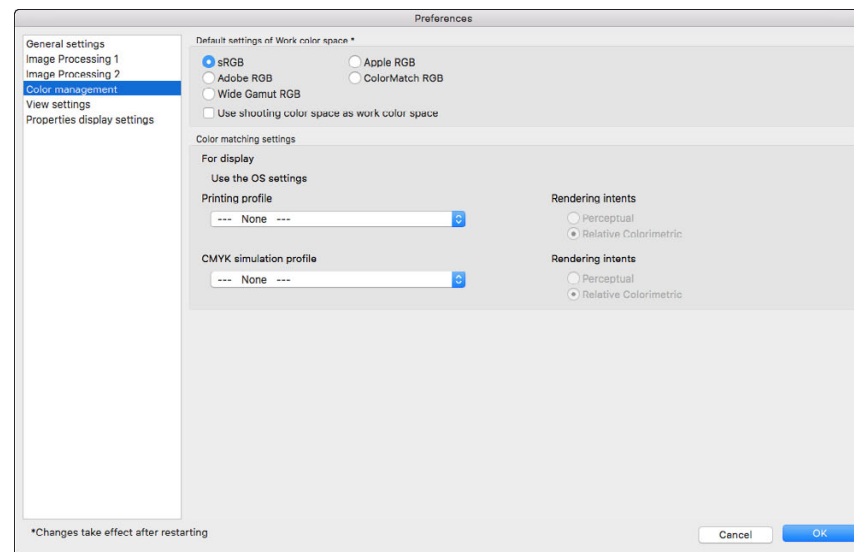 Preferences
General settings
Image Processing 1
Image Processing 2
Color management
View settings
Properties display settings
Default settings of Work color space *
sRGB
Apple RGB
Adobe RGB
ColorMatch RGB
Wide Gamut RGB
Use shooting color space as work color space
Color matching settings
For display
Use the OS settings
Printing profile
Rendering intents
--- None ---
Perceptual
Relative Colorimetric
CMYK simulation profile
Rendering intents
--- None ---
Perceptual
Relative Colorimetric
*Changes take effect after restarting
Cancel
OK